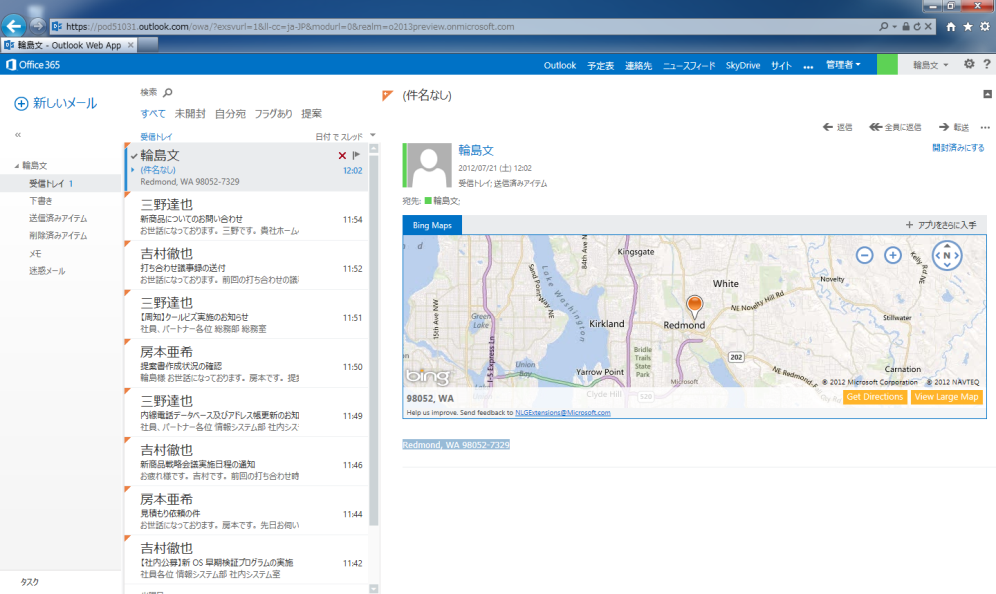 https://pod51031.outlook.com/owa/?exsvurl=1&ll-cc=ja-JP&modurl=0&realm=o2013preview.onmicrosoft.com
輪島文 - Outlook Web App
Office 365
Outlook 予定表 連絡先 ニュースフィード SkyDrive サイト ... 管理者 輪島文 ?
新しいメール
«
輪島文
受信トレイ 1
下書き
送信済みアイテム
削除済みアイテム
メモ
迷惑メール
タスク
検索
すべて 未開封 自分宛 フラグあり 提案
受信トレイ 日付 で スレッド
輪島文
(件名なし) 12:02
Redmond, WA 98052-7329
三野達也
新商品についてのお問い合わせ 11:54
お世話になっております。三野です。貴社ホーム
吉村徹也
打ち合わせ議事録の送付 11:52
お世話になっております。前回の打ち合わせの議
三野達也
【周知】クールビズ実施のお知らせ 11:51
社員、パートナー各位 総務部 総務室
房本亜希
提案書作成状況の確認 11:50
輪島様 お世話になっております。房本です。提
三野達也
内線電話データベース及びアドレス帳更新のお知 11:49
社員、パートナー各位 情報システム部 社内シス
吉村徹也
新商品戦略会議実施日程の通知 11:46
お疲れ様です。吉村です。前回の打ち合わせ時
房本亜希
見積もり依頼の件 11:44
お世話になっております。房本です。先日お伺い
吉村徹也
【社内公募】新 OS 早期検証プログラムの実施 11:42
社員各位 情報システム部 社内システム室
(件名なし)
返信 全員に返信 転送 ...
開封済みにする
輪島文
2012/07/21 (土) 12:02
受信トレイ; 送信済みアイテム
宛先: 輪島文;
Bing Maps + アプリをさらに入手
Kingsgate
84th Ave N
Lake Washington
Sand Point Way NE
White
Novelty
NE Novelty Hill Rd
Kelly Rd NE
N
15th Ave NW
Green Lake
Kirkland
Redmond
Stillwater
I-5 Express Ln
Bridle Trails State Park
202
Union Bay
Yarrow Point
Microsoft
NE Redmond
Carnation
bing
© 2012 Microsoft Corporation © 2012 NAVTEQ
Clyde Hill
520
98052, WA
Get Directions View Large Map
Help us improve. Send feedback to NLGExtensions@Microsoft.com
Redmond, WA 98052-7329